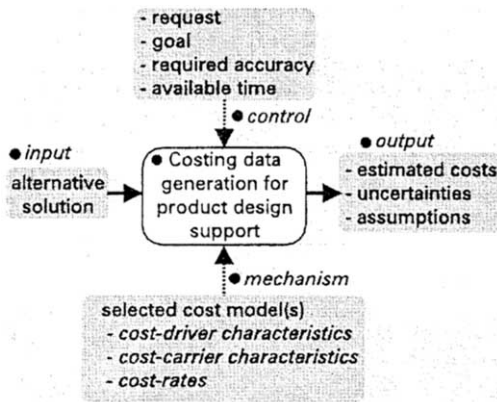 - request
- goal
- required accuracy
- available time
● control
● input
alternative
solution
● Costing data
generation for
product design
support
● output
- estimated costs
- uncertainties
- assumptions
● mechanism
selected cost model(s)
- cost-driver characteristics
- cost-carrier characteristics
- cost-rates